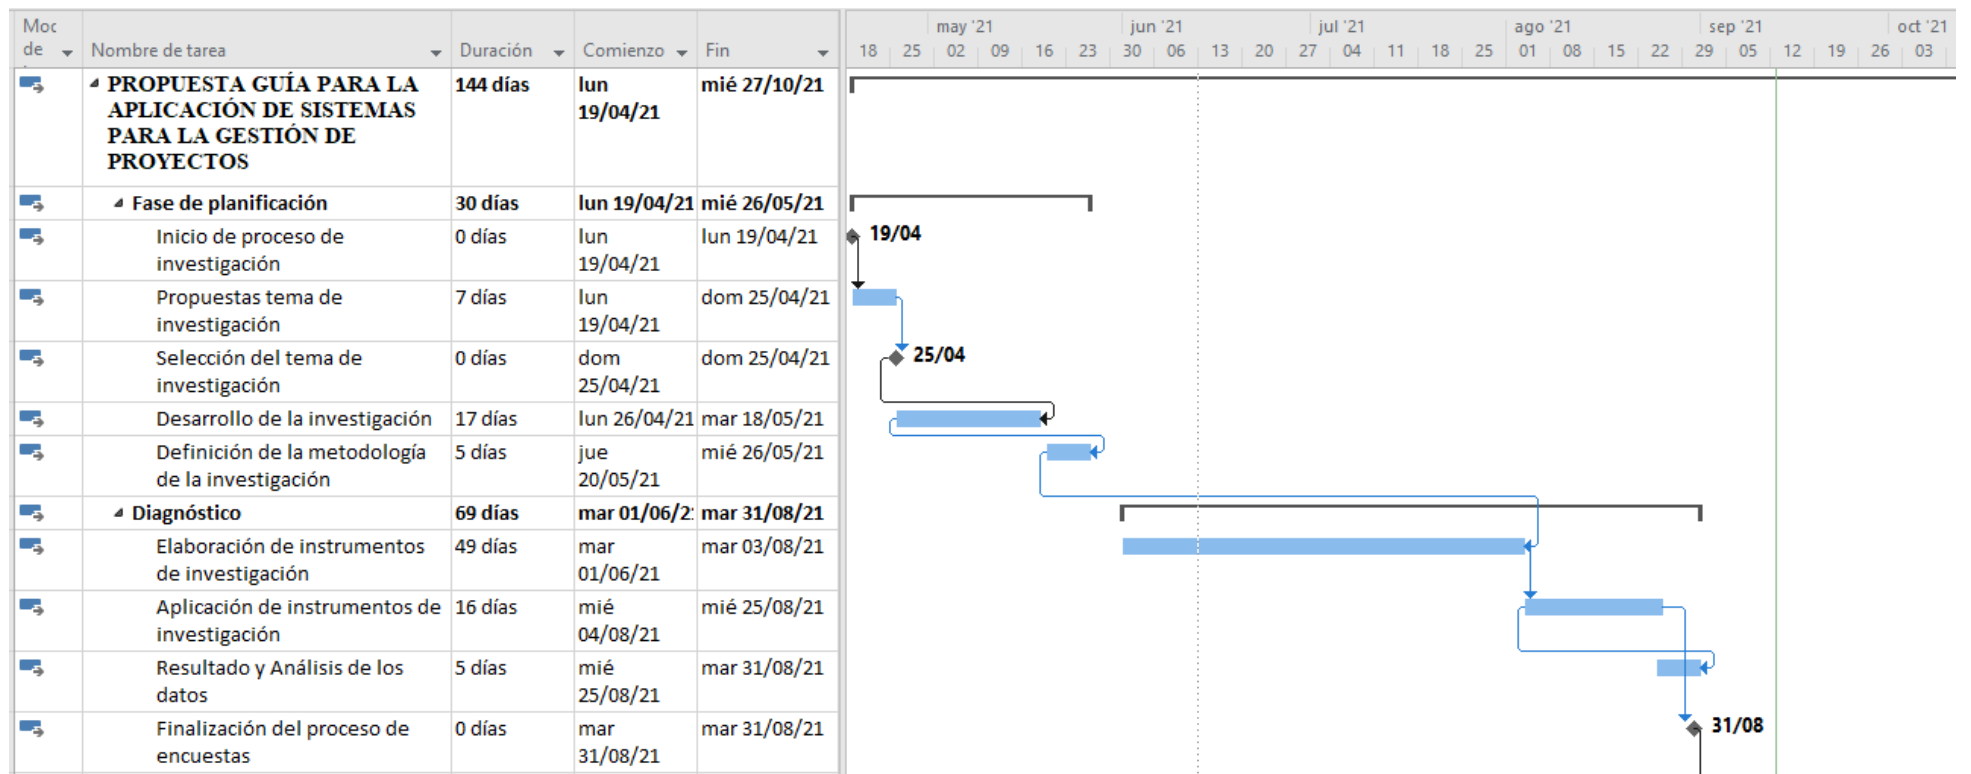 Moc
de
Nombre de tarea
Duración
Comienzo
Fin
may '21
jun '21
jul '21
ago '21
sep '21
oct '21
18 25 02 09 16 23 30 06 13 20 27 04 11 18 25 01 08 15 22 29 05 12 19 26 03
PROPUESTA GUÍA PARA LA
APLICACIÓN DE SISTEMAS
PARA LA GESTIÓN DE
PROYECTOS
144 días
lun
19/04/21
mié 27/10/21
Fase de planificación
30 días
lun 19/04/21
mié 26/05/21
Inicio de proceso de
investigación
0 días
lun
19/04/21
lun 19/04/21
19/04
Propuestas tema de
investigación
7 días
lun
19/04/21
dom 25/04/21
Selección del tema de
investigación
0 días
dom
25/04/21
dom 25/04/21
25/04
Desarrollo de la investigación
17 días
lun 26/04/21
mar 18/05/21
Definición de la metodología
de la investigación
5 días
jue
20/05/21
mié 26/05/21
Diagnóstico
69 días
mar 01/06/2
mar 31/08/21
Elaboración de instrumentos
de investigación
49 días
mar
01/06/21
mar 03/08/21
Aplicación de instrumentos de
investigación
16 días
mié
04/08/21
mié 25/08/21
Resultado y Análisis de los
datos
5 días
mié
25/08/21
mar 31/08/21
Finalización del proceso de
encuestas
0 días
mar
31/08/21
mar 31/08/21
31/08